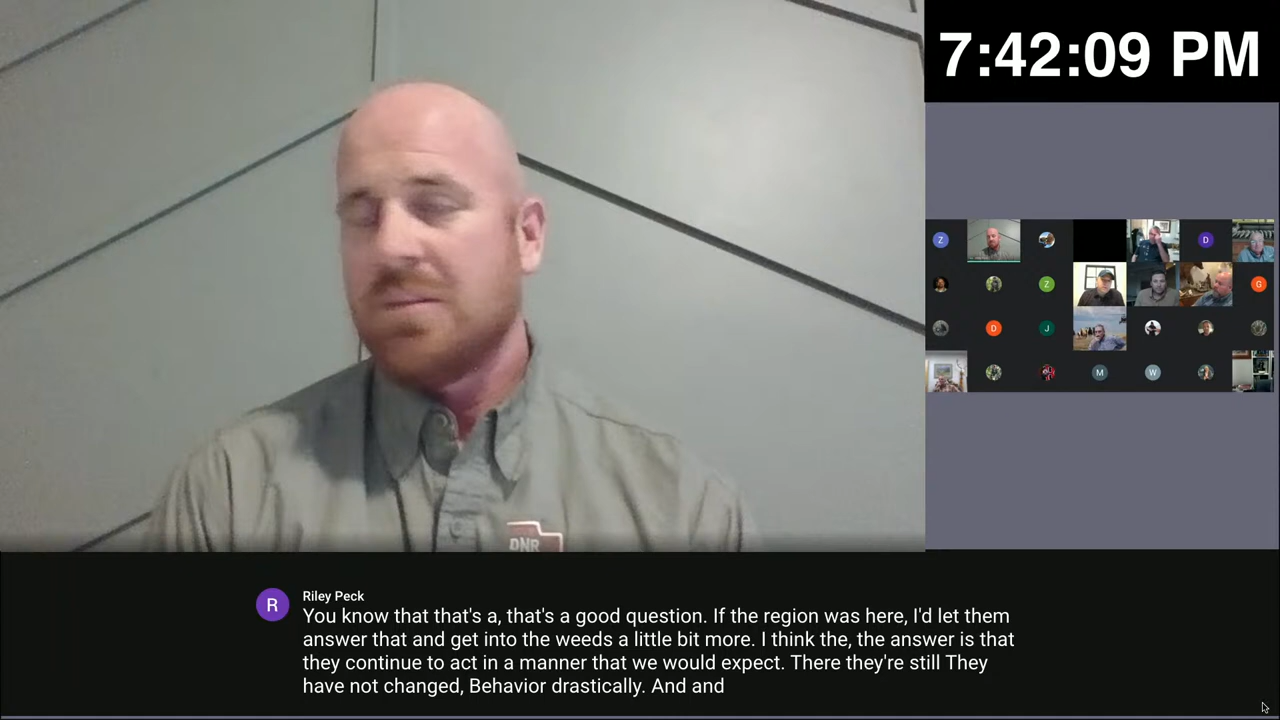 7:42:09 PM
Z
D
Z
G
D
J
M
W
DNR
R
Riley Peck
You know that that's a, that's a good question. If the region was here, I'd let them
answer that and get into the weeds a little bit more. I think the, the answer is that
they continue to act in a manner that we would expect. There they're still They
have not changed, Behavior drastically. And and